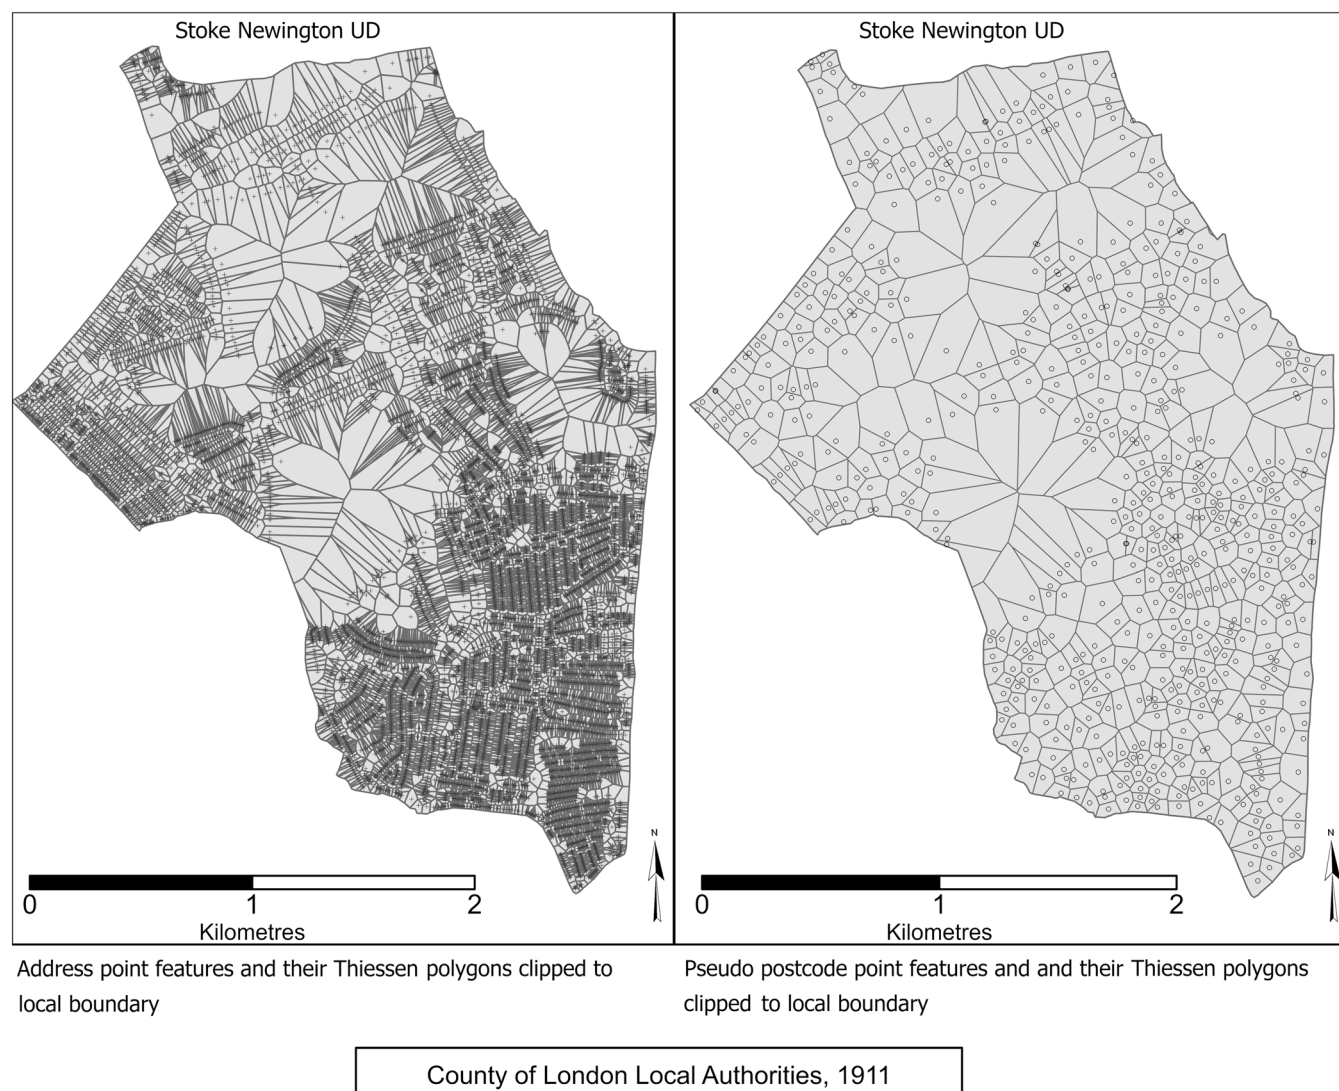 Stoke Newington UD
N
0 1 2
Kilometres
Address point features and their Thiessen polygons clipped to
local boundary
Stoke Newington UD
N
0 1 2
Kilometres
Pseudo postcode point features and and their Thiessen polygons
clipped to local boundary
County of London Local Authorities, 1911